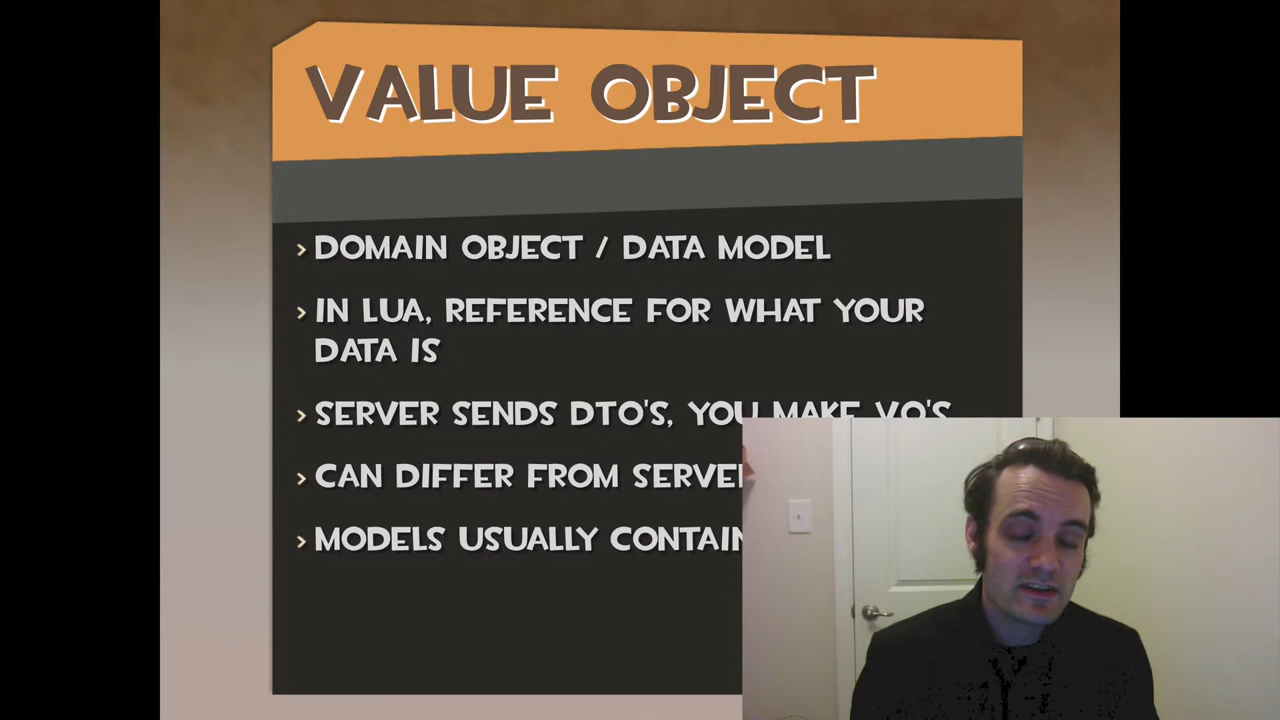 VALUE OBJECT
› DOMAIN OBJECT / DATA MODEL
› IN LUA, REFERENCE FOR WHAT YOUR
DATA IS
› SERVER SENDS DTO'S, YOU MAKE VO'S
› CAN DIFFER FROM
› MODELS USUALLY